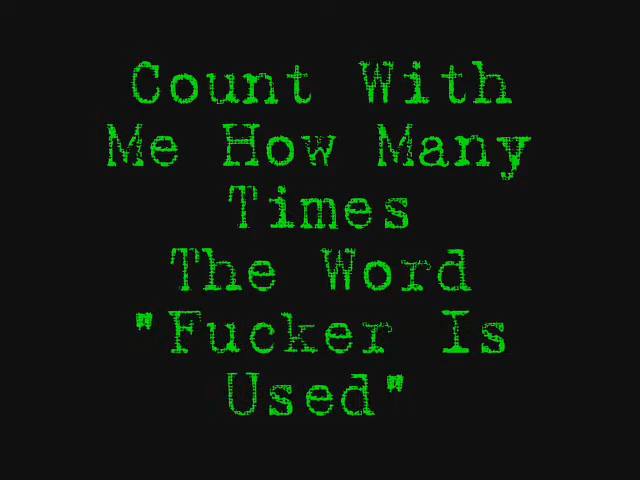 Count With
Me How Many
Times
The Word
"Fucker Is
Used"